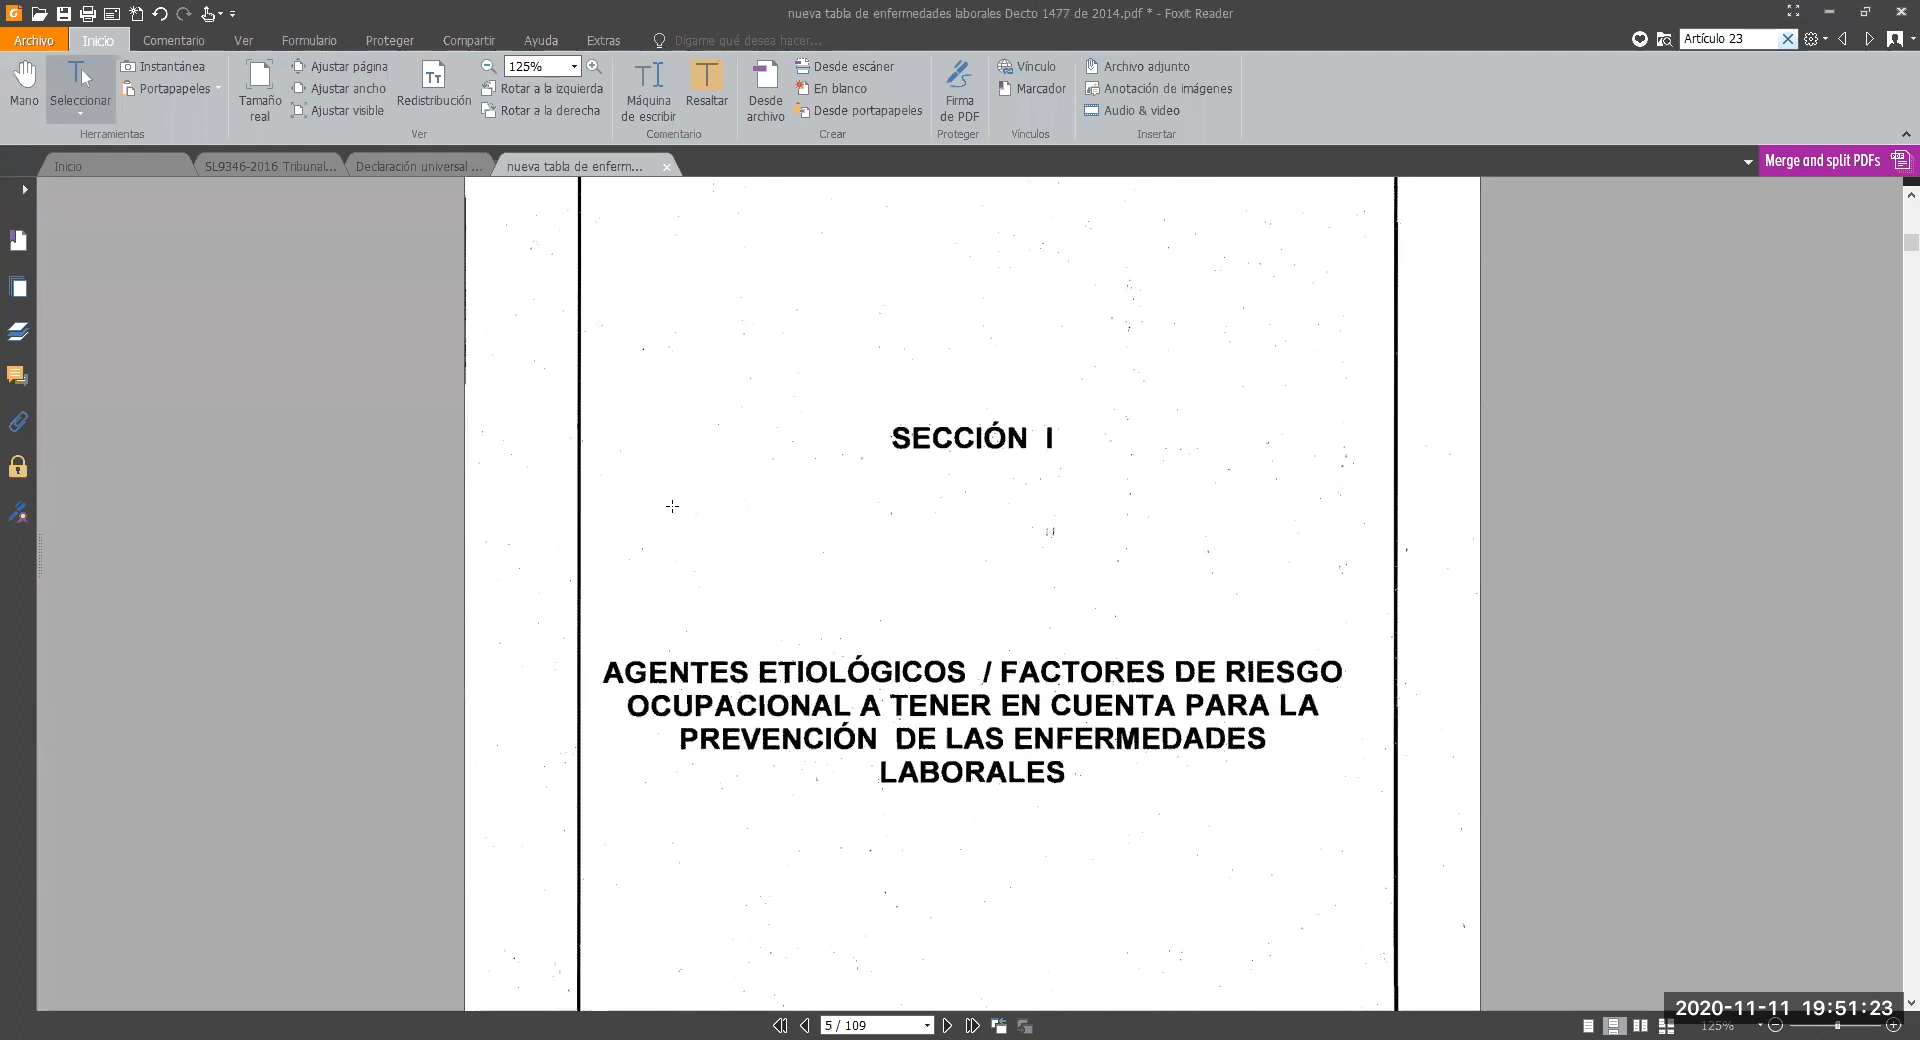 nueva tabla de enfermedades laborales Decto 1477 de 2014.pdf * - Foxit Reader
Archivo Inicio Comentario Ver Formulario Proteger Compartir Ayuda Extras Dígame qué desea hacer... Artículo 23
Mano
Seleccionar
Instantánea
Portapapeles
Herramientas
Tamaño
real
Ajustar página
Ajustar ancho
Ajustar visible
Redistribución
125%
Rotar a la izquierda
Rotar a la derecha
Ver
Máquina
de escribir
Resaltar
Comentario
Desde
archivo
Desde escáner
En blanco
Desde portapapeles
Crear
Firma
de PDF
Proteger
Vínculo
Marcador
Vínculos
Archivo adjunto
Anotación de imágenes
Audio & video
Insertar
Inicio
SL9346-2016 Tribunal...
Declaración universal ...
nueva tabla de enferm...
Merge and split PDFs
SECCIÓN I
AGENTES ETIOLÓGICOS / FACTORES DE RIESGO
OCUPACIONAL A TENER EN CUENTA PARA LA
PREVENCIÓN DE LAS ENFERMEDADES
LABORALES
2020-11-11 19:51:23
5 / 109
125%